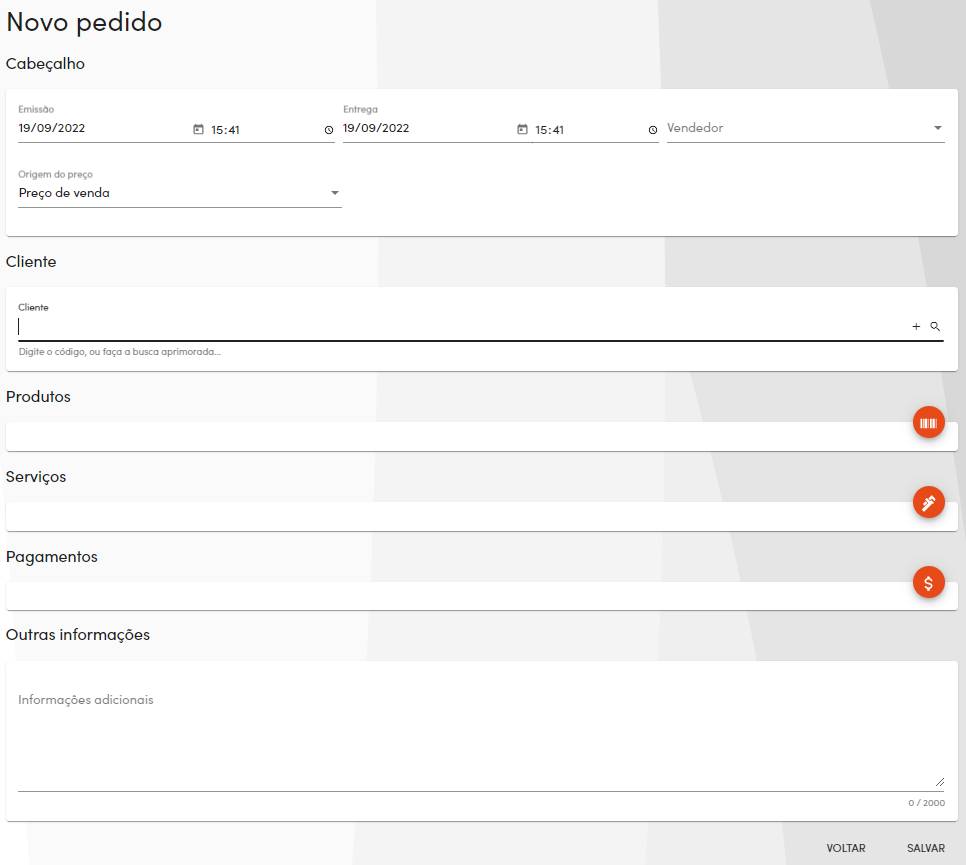 Novo pedido
Cabeçalho
Emissão
19/09/2022 15:41
Entrega
19/09/2022 15:41
Vendedor
Origem do preço
Preço de venda
Cliente
Cliente
+
Digite o código, ou faça a busca aprimorada...
Produtos
Serviços
Pagamentos
$
Outras informações
Informações adicionais
0 / 2000
VOLTAR SALVAR